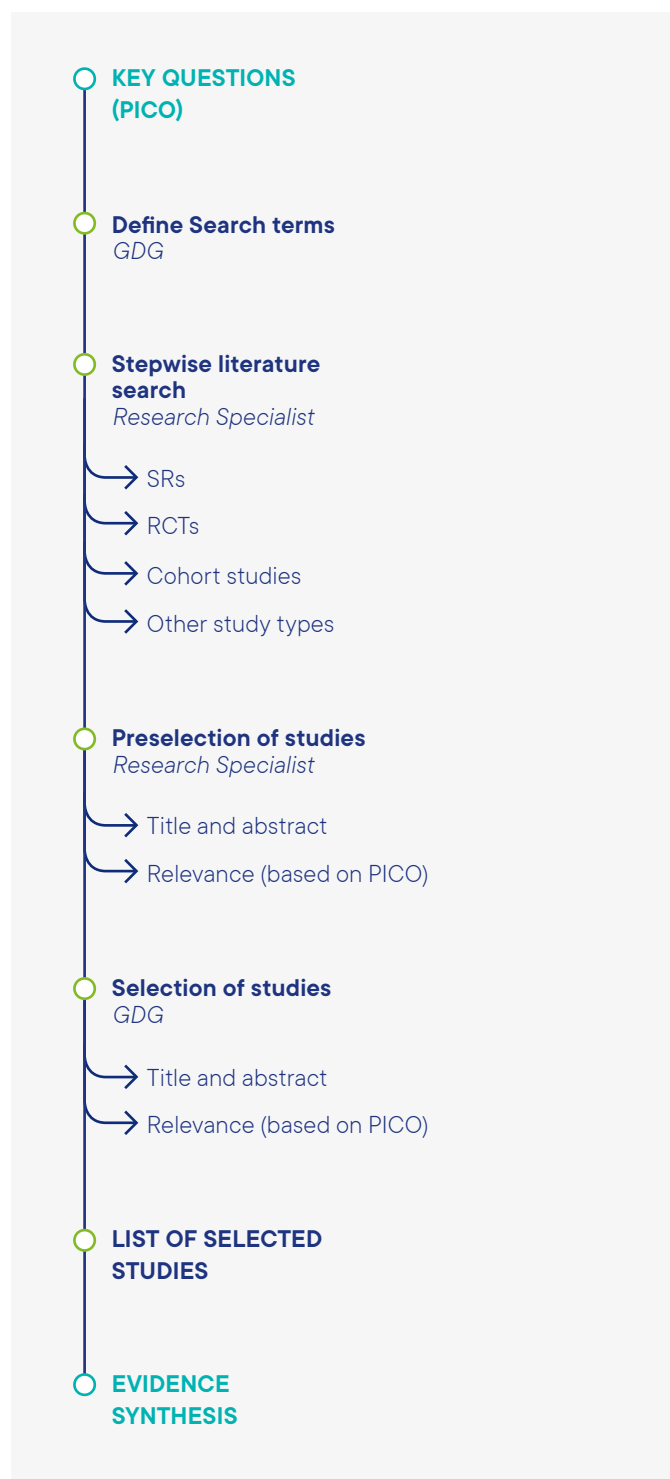 KEY QUESTIONS
(PICO)
Define Search terms
GDG
Stepwise literature
search
Research Specialist
SRs
RCTs
Cohort studies
Other study types
Preselection of studies
Research Specialist
Title and abstract
Relevance (based on PICO)
Selection of studies
GDG
Title and abstract
Relevance (based on PICO)
LIST OF SELECTED
STUDIES
EVIDENCE
SYNTHESIS